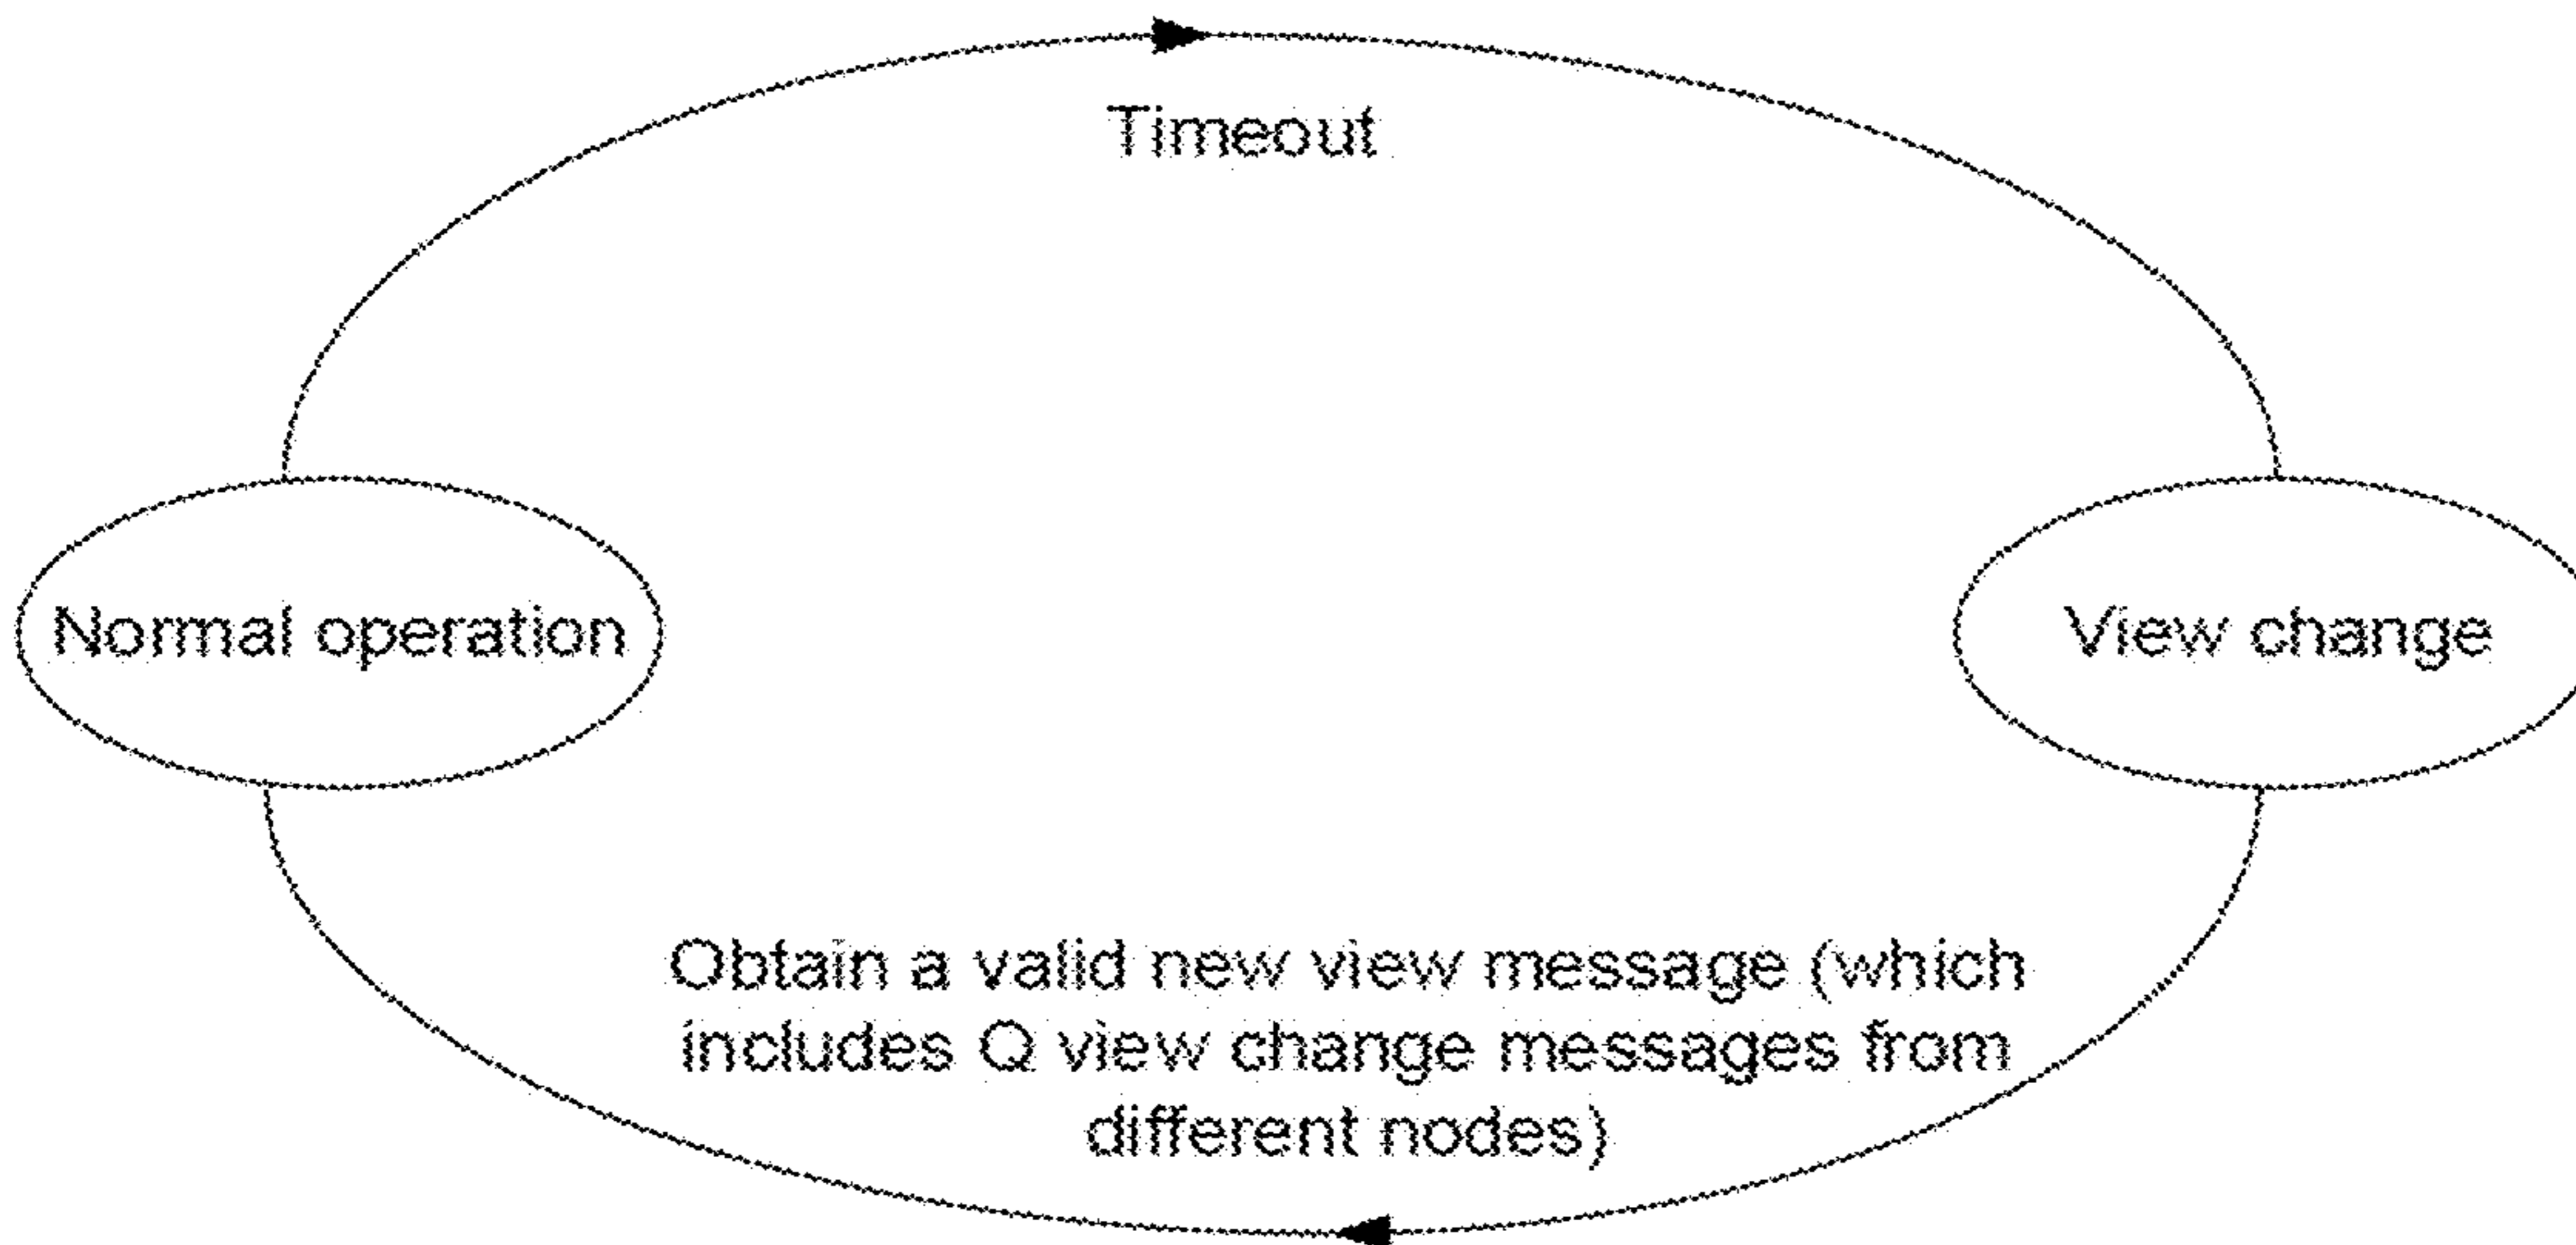 Timeout
Normal operation
View change
Obtain a valid new view message (which
includes Q view change messages from
different nodes)